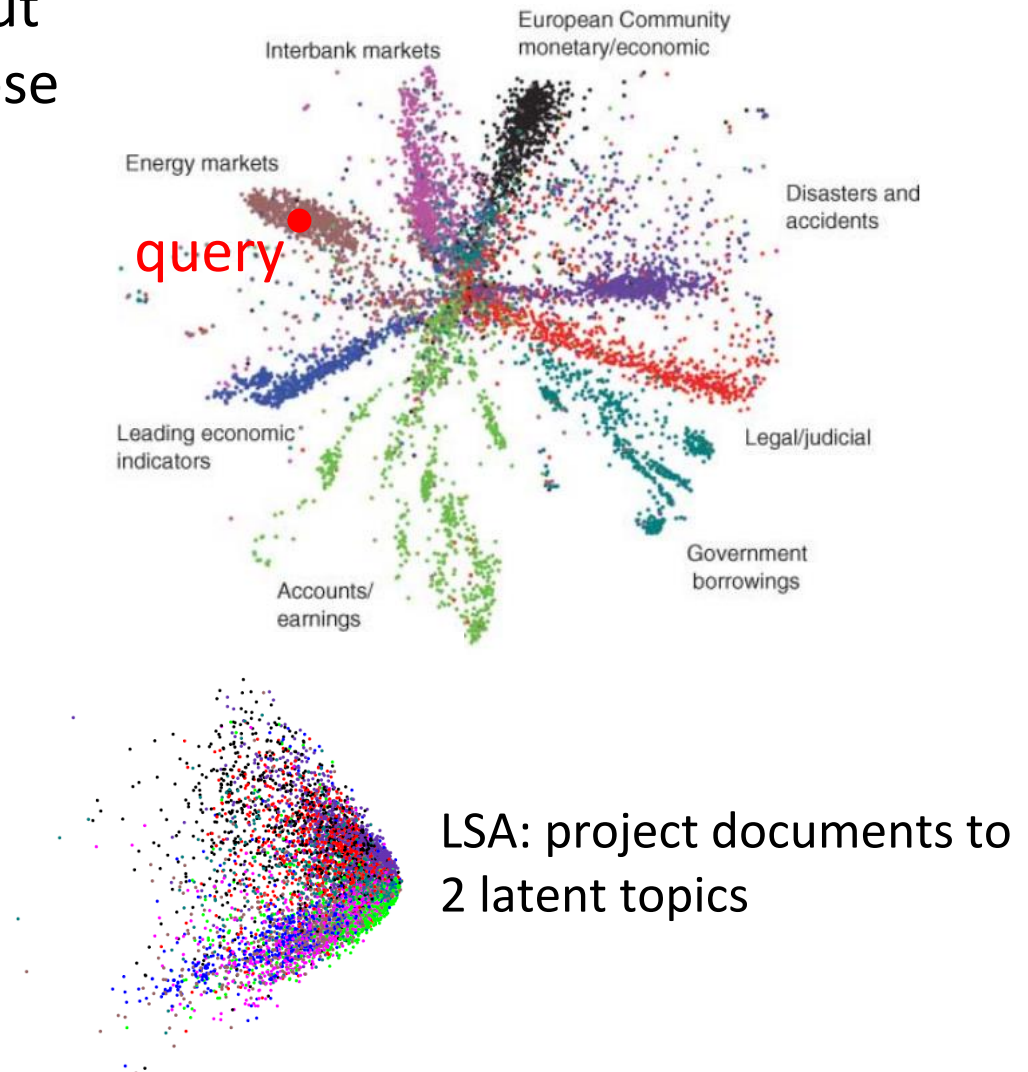 se
European Community
monetary/economic
Interbank markets
Energy markets
Disasters and
accidents
query
Leading economic
indicators
Legal/judicial
Government
borrowings
Accounts/
earnings
LSA: project documents to
2 latent topics